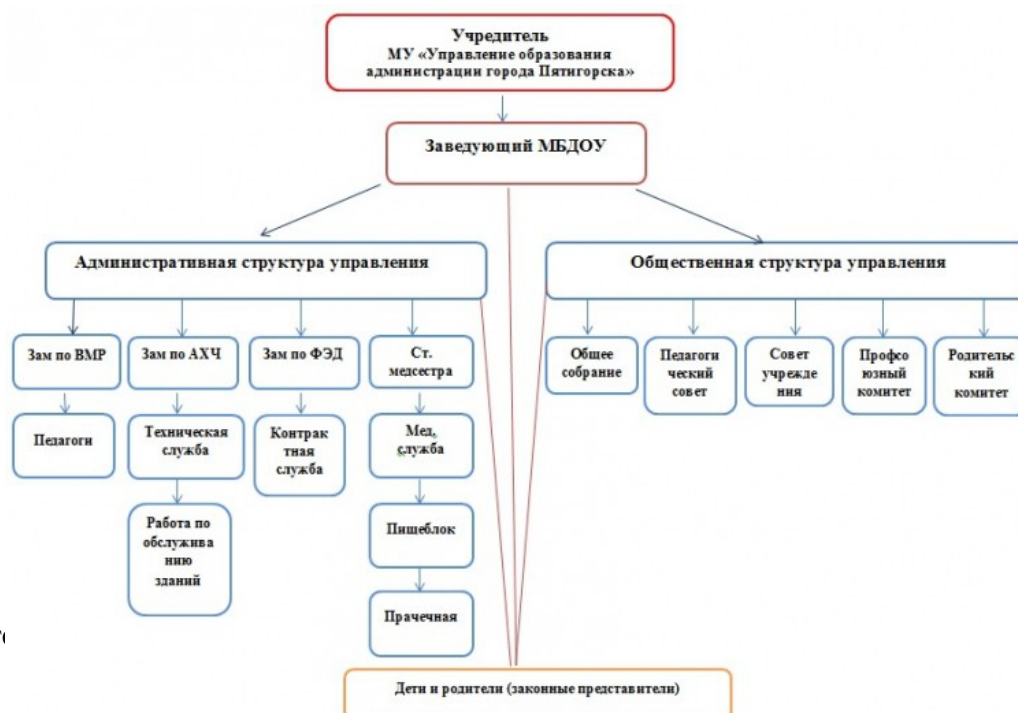 Учредитель
МУ «Управление образования
администрации города Пятигорска»
Заведующий МБДОУ
Административная структура управления
Общественная структура управления
Зам по ВМР
Зам по АХЧ
Зам по ФЭД
Ст.
медсестра
Общее
собрание
Педагоги
ческий
совет
Совет
учрежде
ния
Профсо
юзный
комитет
Родительс
кий
комитет
Педагоги
Техническая
служба
Контрак
тная
служба
Мед.
служба
Работа по
обслужива
нию
зданий
Пищеблок
Прачечная
Дети и родители (законные представители)